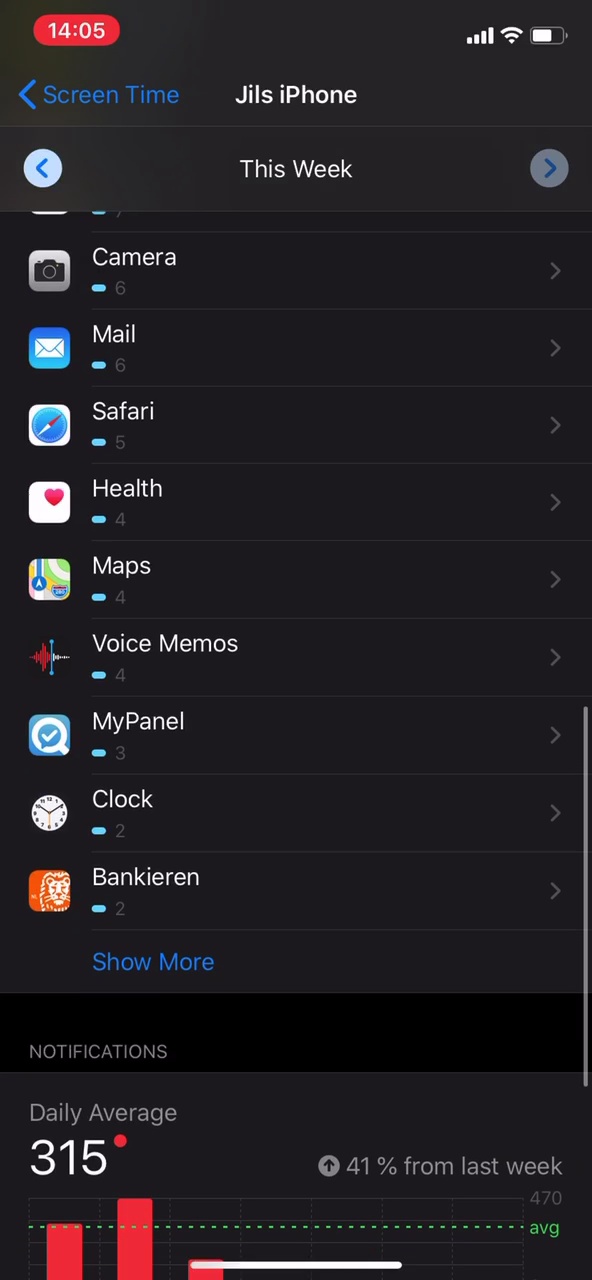 14:05
Screen Time
Jils iPhone
This Week
Camera
6
Mail
6
Safari
5
Health
4
Maps
4
Voice Memos
4
MyPanel
3
Clock
2
Bankieren
2
Show More
NOTIFICATIONS
Daily Average
315
41 % from last week
470
avg